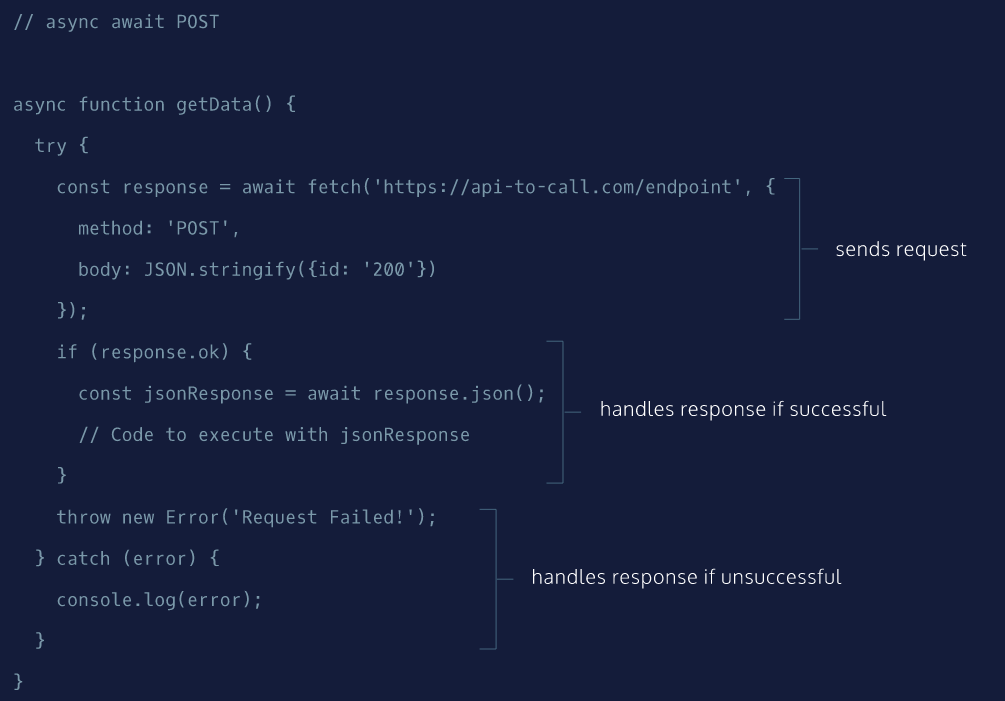 // async await POST
async function getData() {
try {
const response = await fetch('https://api-to-call.com/endpoint', {
method: 'POST',
body: JSON.stringify({id: '200'})
});
sends request
if (response.ok) {
const jsonResponse = await response.json();
// Code to execute with jsonResponse
}
handles response if successful
throw new Error('Request Failed!');
} catch (error) {
console.log(error);
}
handles response if unsuccessful
}